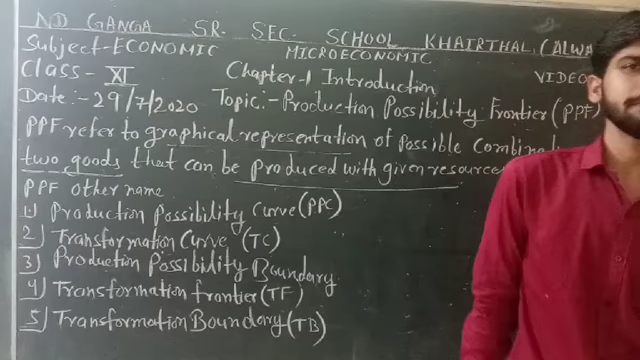 ND GANGA SR. SEC. SCHOOL KHAIRTHAL, (ALWA
Subject-ECONOMIC MICROECONOMIC
Class-XI Chapter-1 Introduction VIDEO
Date:-29/7/2020 Topic:-Production Possibility Frontier (PPF)
PPF refer to graphical representation of possible Combinati
two goods that can be produced with given resource
PPF other name
1) Production Possibility Curve (PPC)
2) Transformation Curve (TC)
3) Production Possibility Boundary
4) Transformation frontier (TF)
5) Transformation Boundary (TB)